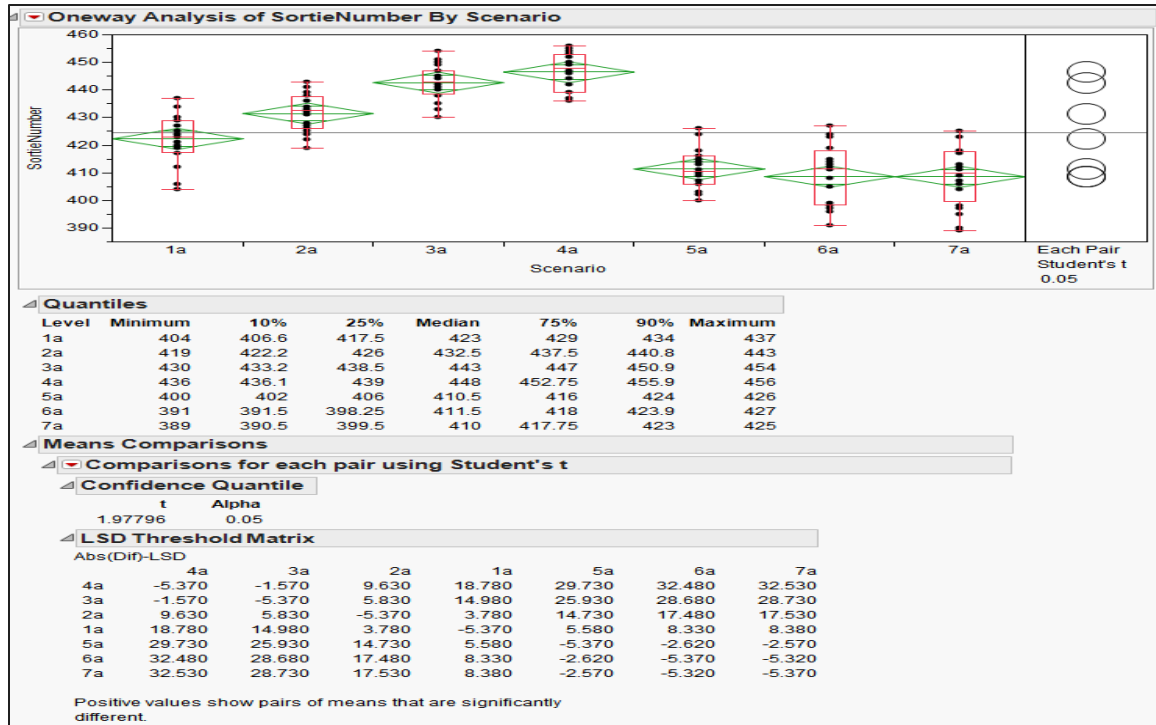 Oneway Analysis of SortieNumber By Scenario
460
450
440
430
420
410
400
390
SortieNumber
1a 2a 3a 4a 5a 6a 7a
Scenario
Each Pair
Student's t
0.05
Quantiles
Level Minimum 10% 25% Median 75% 90% Maximum
1a 404 406.6 417.5 423 429 434 437
2a 419 422.2 426 432.5 437.5 440.8 443
3a 430 433.2 438.5 443 447 450.9 454
4a 436 436.1 439 448 452.75 455.9 456
5a 400 402 406 410.5 416 424 426
6a 391 391.5 398.25 411.5 418 423.9 427
7a 389 390.5 399.5 410 417.75 423 425
Means Comparisons
Comparisons for each pair using Student's t
Confidence Quantile
t Alpha
1.97796 0.05
LSD Threshold Matrix
Abs(Dif)-LSD
4a 3a 2a 1a 5a 6a 7a
4a -5.370 -1.570 9.630 18.780 29.730 32.480 32.530
3a -1.570 -5.370 5.830 14.980 25.930 28.680 28.730
2a 9.630 5.830 -5.370 3.780 14.730 17.480 17.530
1a 18.780 14.980 3.780 -5.370 5.580 8.330 8.380
5a 29.730 25.930 14.730 5.580 -5.370 -2.620 -2.570
6a 32.480 28.680 17.480 8.330 -2.620 -5.370 -5.320
7a 32.530 28.730 17.530 8.380 -2.570 -5.320 -5.370
Positive values show pairs of means that are significantly
different.